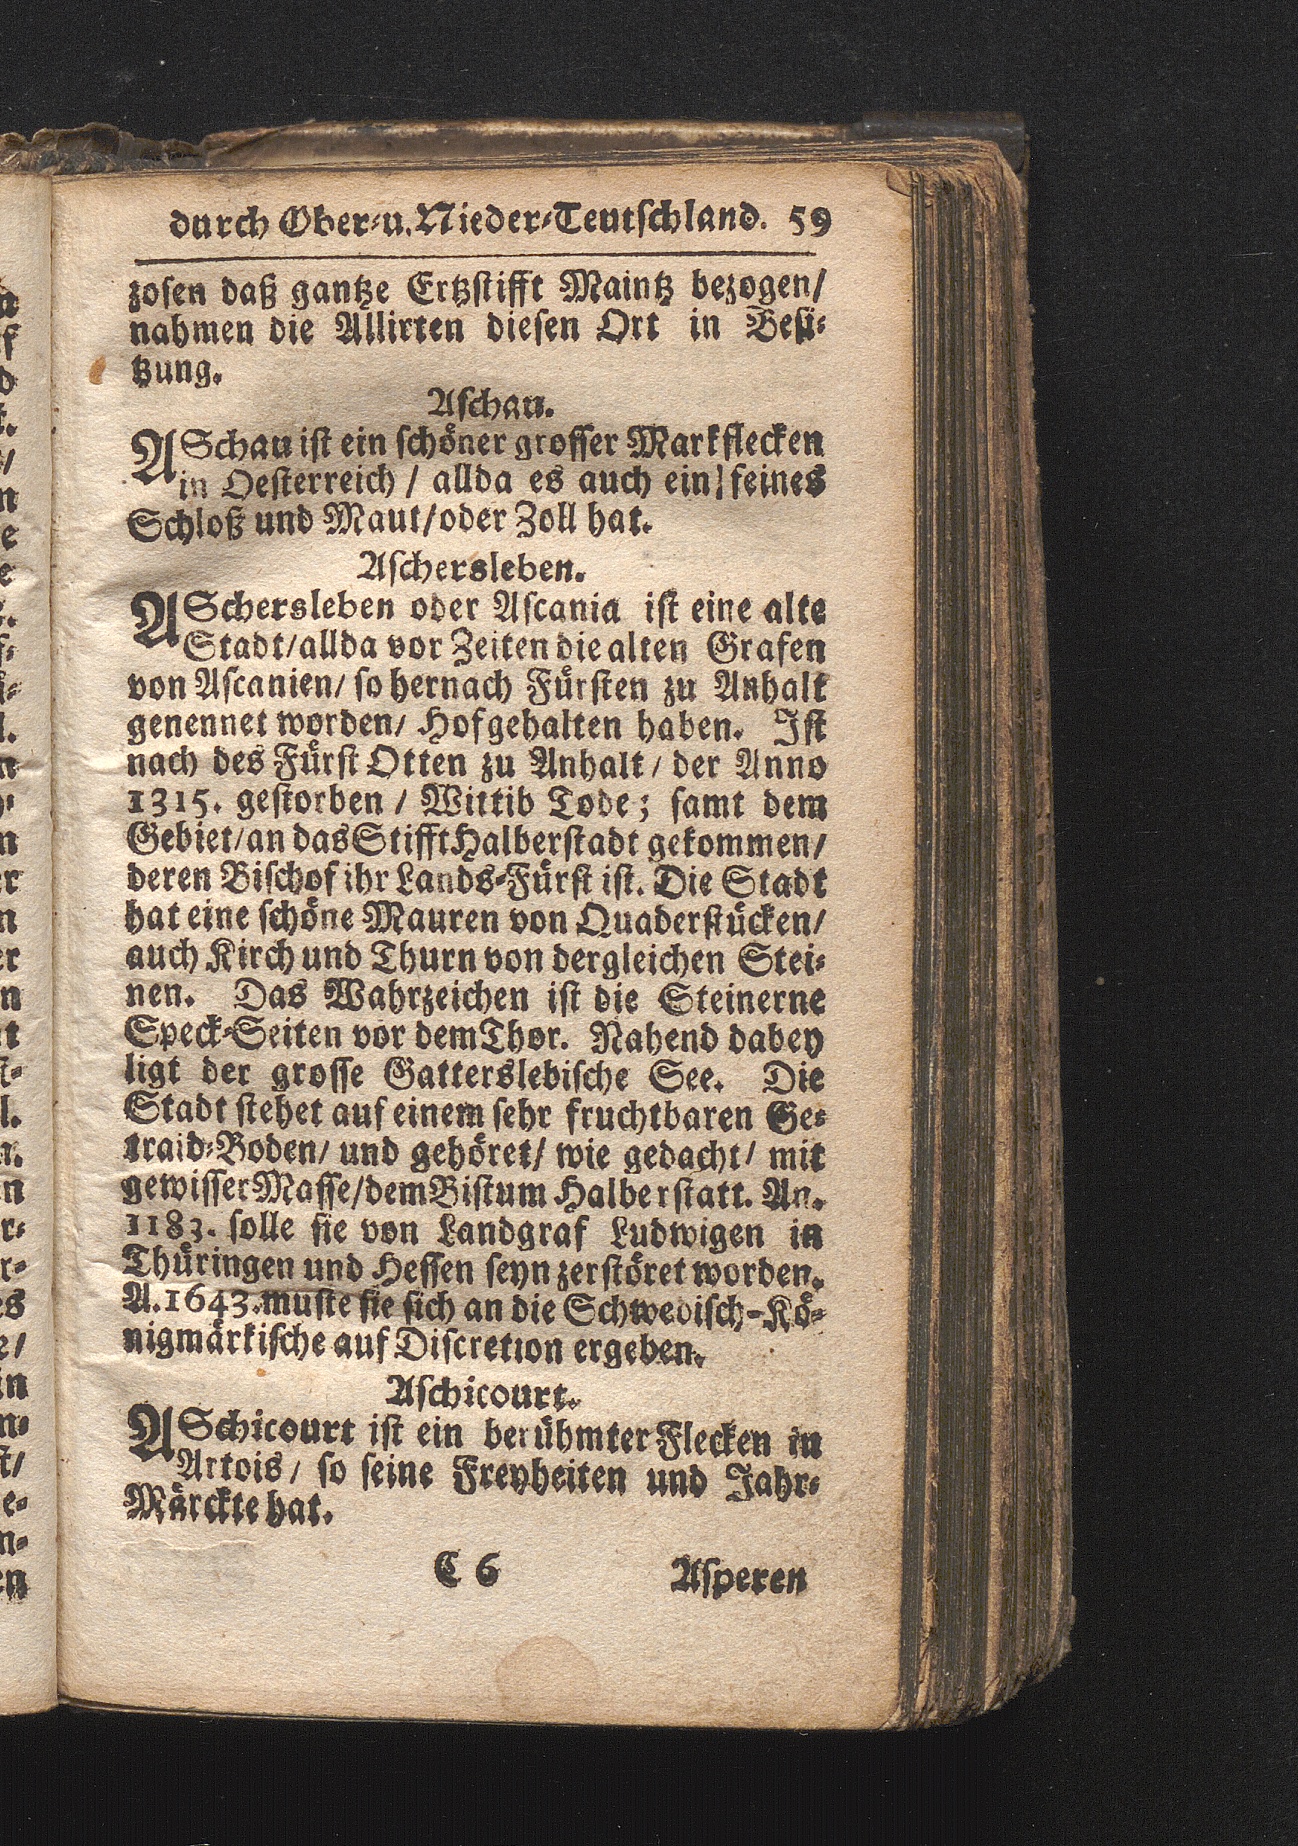 durch Ober-u. Nieder-Teutschland. 59
zosen daß gantze Ertzstifft Maintz bezogen/
nahmen die Allirten diesen Ort in Besi-
tzung.
Aschau.
ASchau ist ein schöner grosser Markflecken
in Oesterreich / allda es auch ein feines
Schloß und Maut/oder Zoll hat.
Aschersleben.
ASchersleben oder Ascania ist eine alte
Stadt/allda vor Zeiten die alten Grafen
von Ascanien/ so hernach Fürsten zu Anhalt
genennet worden/ Hof gehalten haben. Ist
nach des Fürst Otten zu Anhalt/ der Anno
1315. gestorben / Wittib Tode; samt dem
Gebiet/an das Stifft Halberstadt gekommen/
deren Bischof ihr Lands-Fürst ist. Die Stadt
hat eine schöne Mauren von Quaderstücken/
auch Kirch und Thurn von dergleichen Stei-
nen. Das Wahrzeichen ist die Steinerne
Speck-Seiten vor dem Thor. Nahend dabey
ligt der grosse Gatterslebische See. Die
Stadt stehet auf einem sehr fruchtbaren Ge-
traid-Boden/ und gehöret/ wie gedacht/ mit
gewisser Masse/dem Bistum Halberstatt. An.
1183. solle sie von Landgraf Ludwigen in
Thüringen und Hessen seyn zerstöret worden.
A. 1643. muste sie sich an die Schwedisch-Kö-
nigmärkische auf Discretion ergeben.
Aschicourt.
ASchicourt ist ein berühmter Flecken in
Artois/ so seine Freyheiten und Jahr-
Märckte hat.
C 6 Asperen